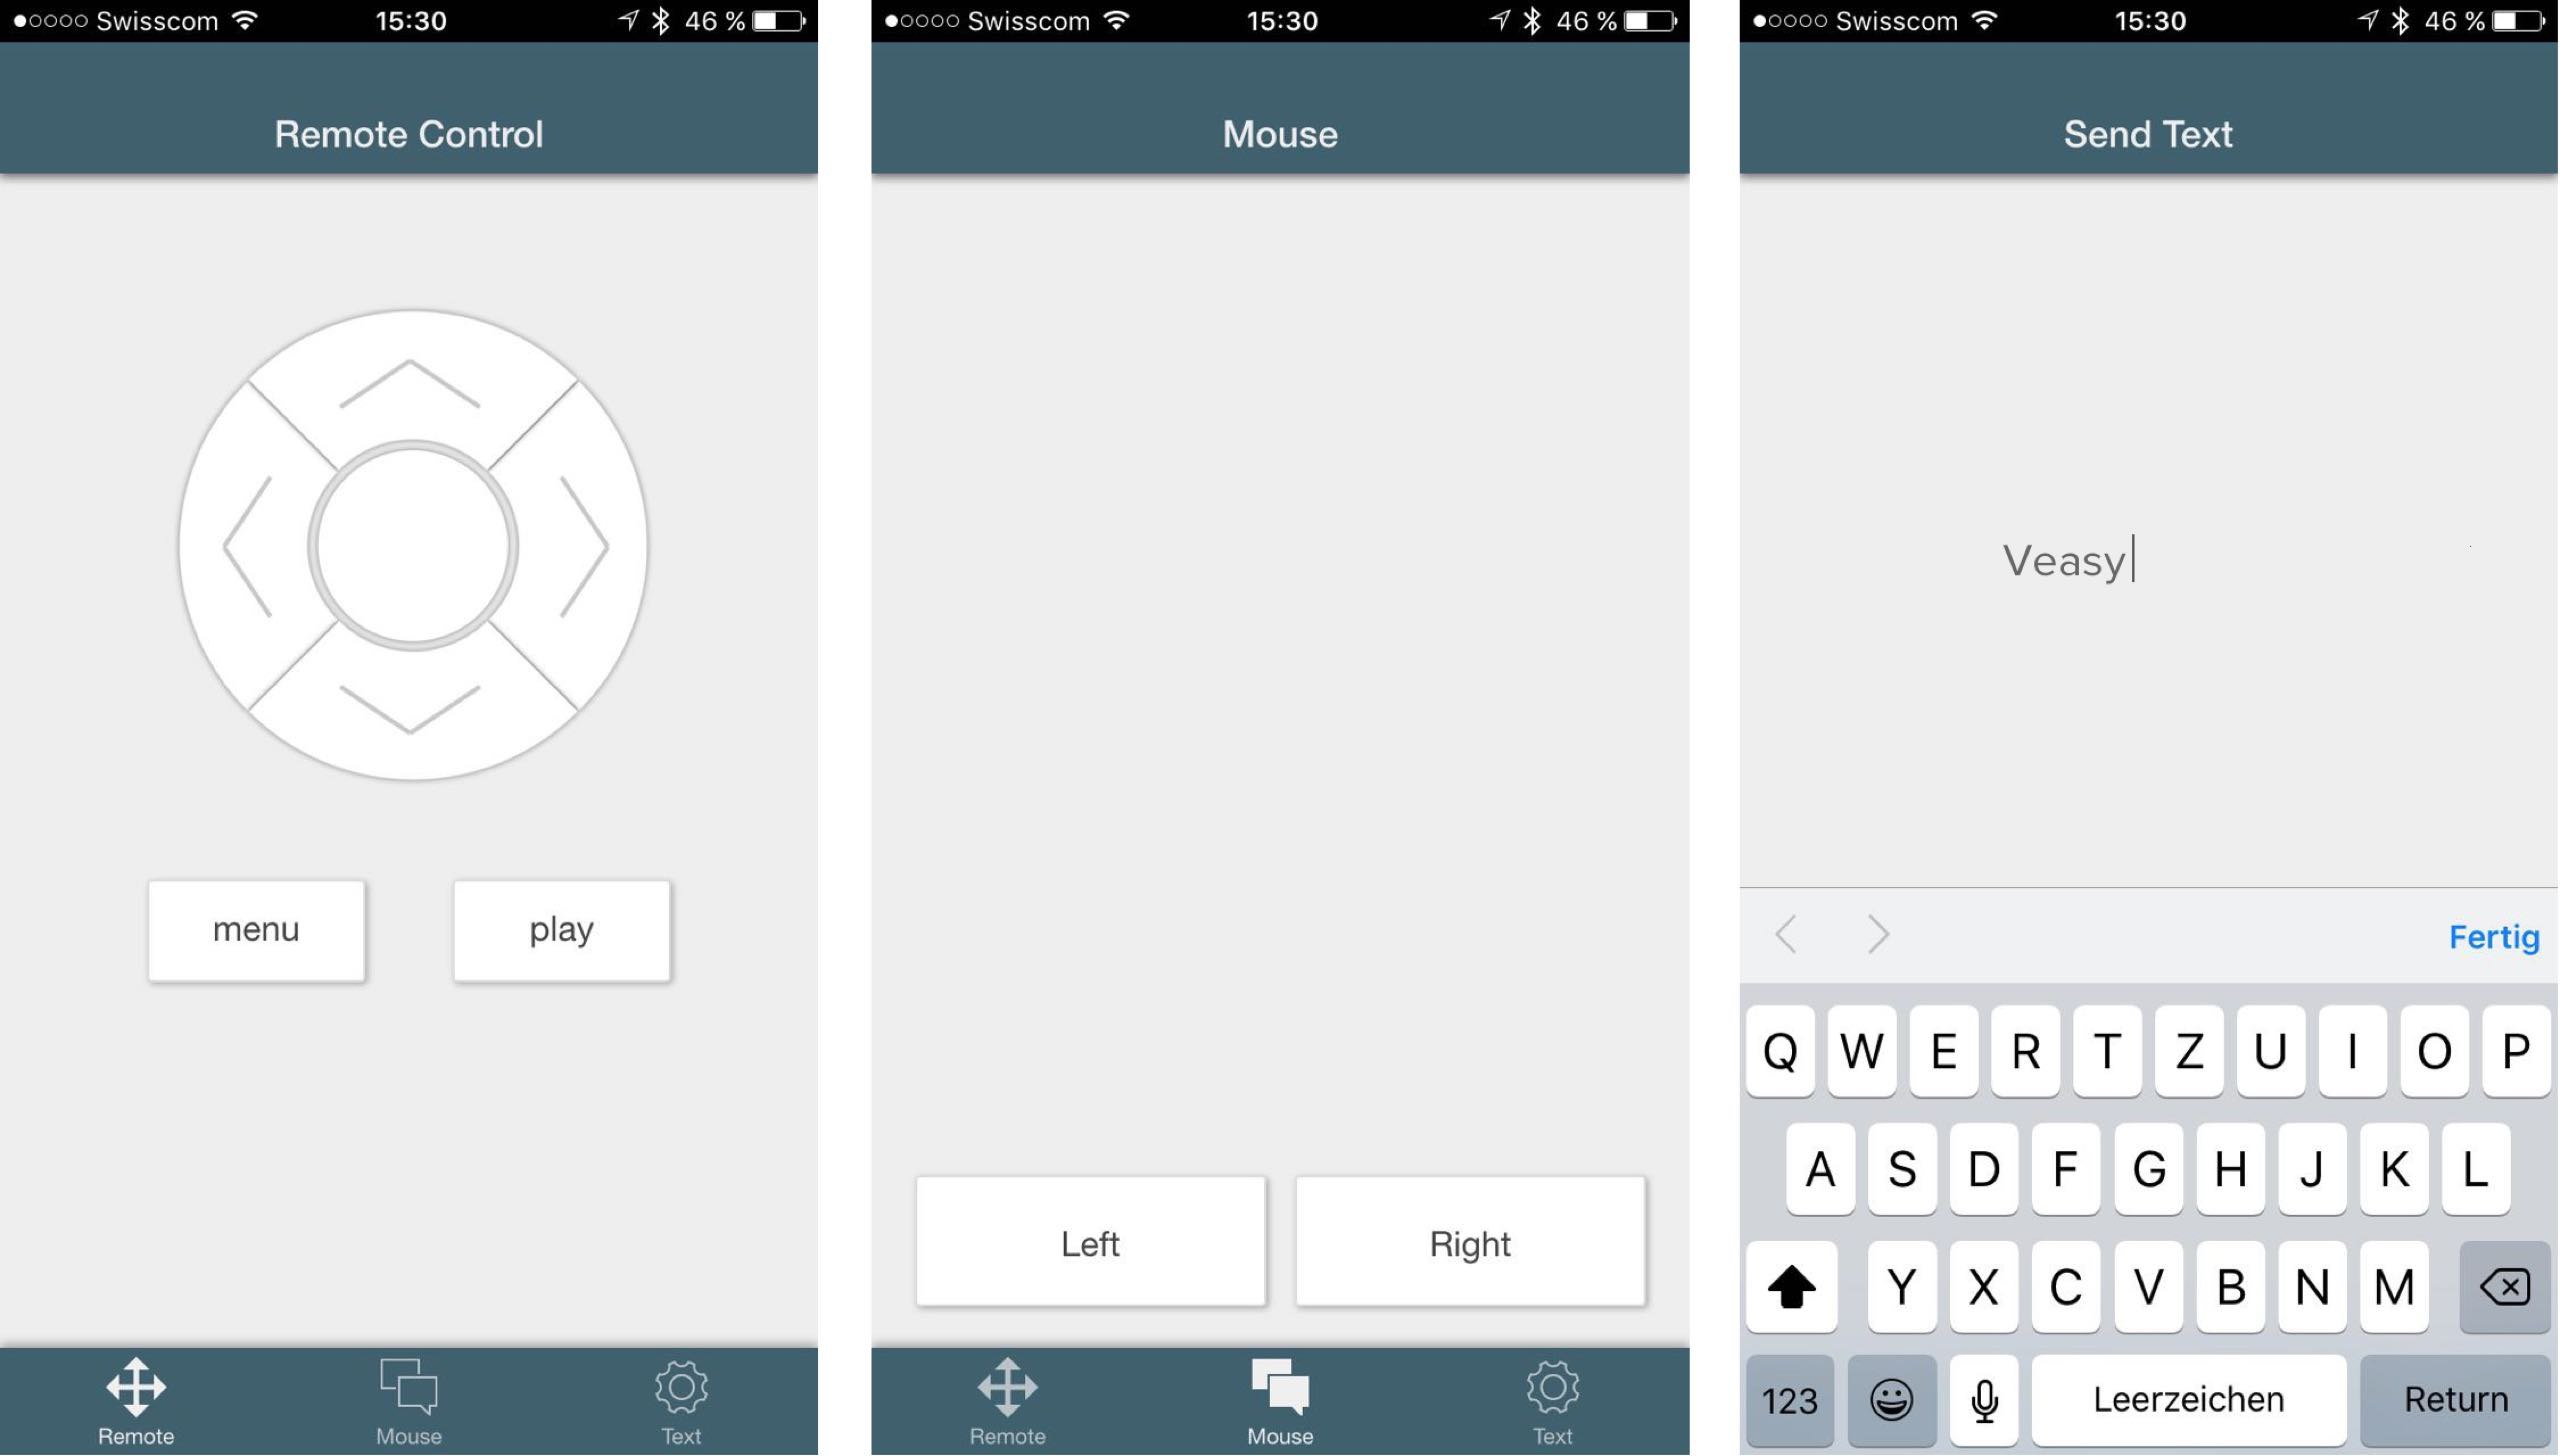 Swisscom 15:30 46 %
Remote Control
menu play
Remote Mouse Text
Swisscom 15:30 46 %
Mouse
Left Right
Remote Mouse Text
Swisscom 15:30 46 %
Send Text
Veasy
Fertig
Q W E R T Z U I O P
A S D F G H J K L
Y X C V B N M
123 Leerzeichen Return